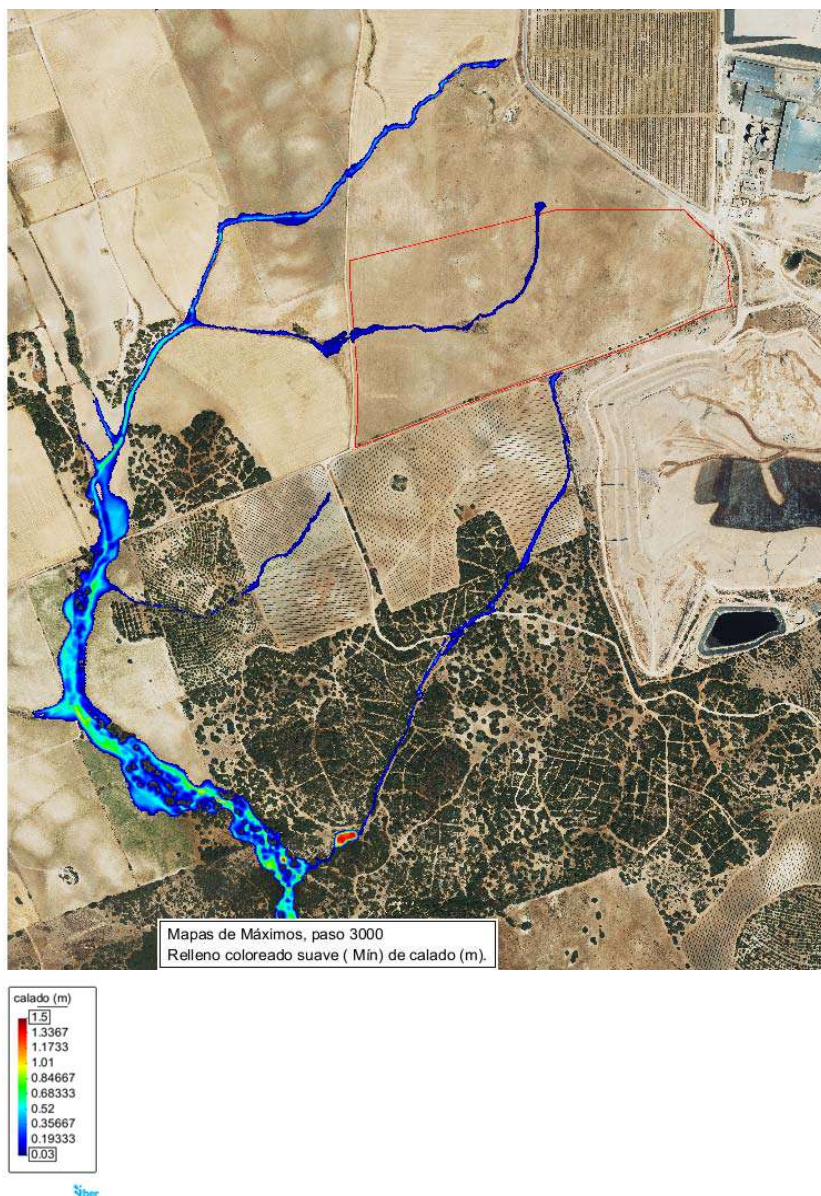 Mapas de Máximos, paso 3000
Relleno coloreado suave ( Mín) de calado (m).
calado (m)
1.5
1.3367
1.1733
1.01
0.84667
0.68333
0.52
0.35667
0.19333
0.03
iber